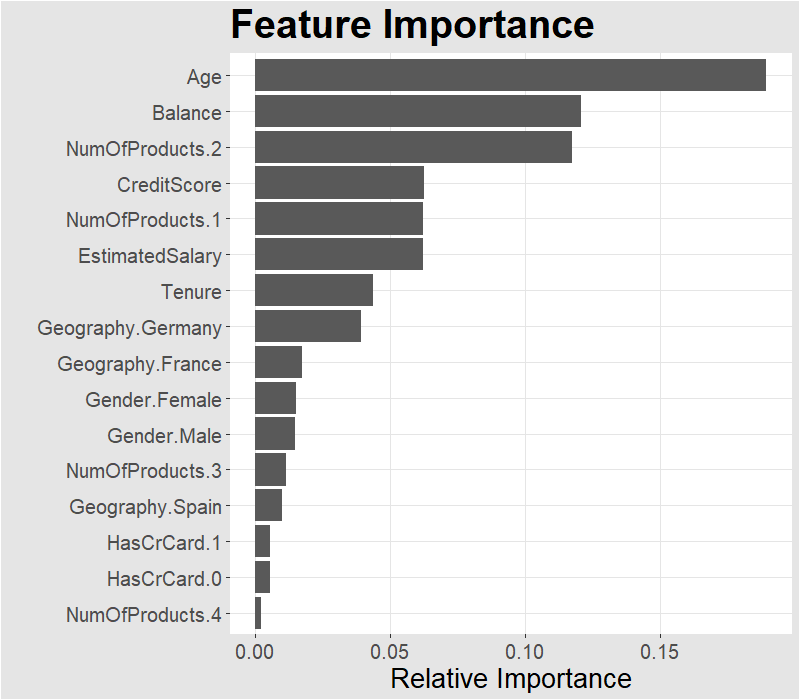 Feature Importance
Age
Balance
NumOfProducts.2
CreditScore
NumOfProducts.1
EstimatedSalary
Tenure
Geography.Germany
Geography.France
Gender.Female
Gender.Male
NumOfProducts.3
Geography.Spain
HasCrCard.1
HasCrCard.0
NumOfProducts.4
0.00 0.05 0.10 0.15
Relative Importance